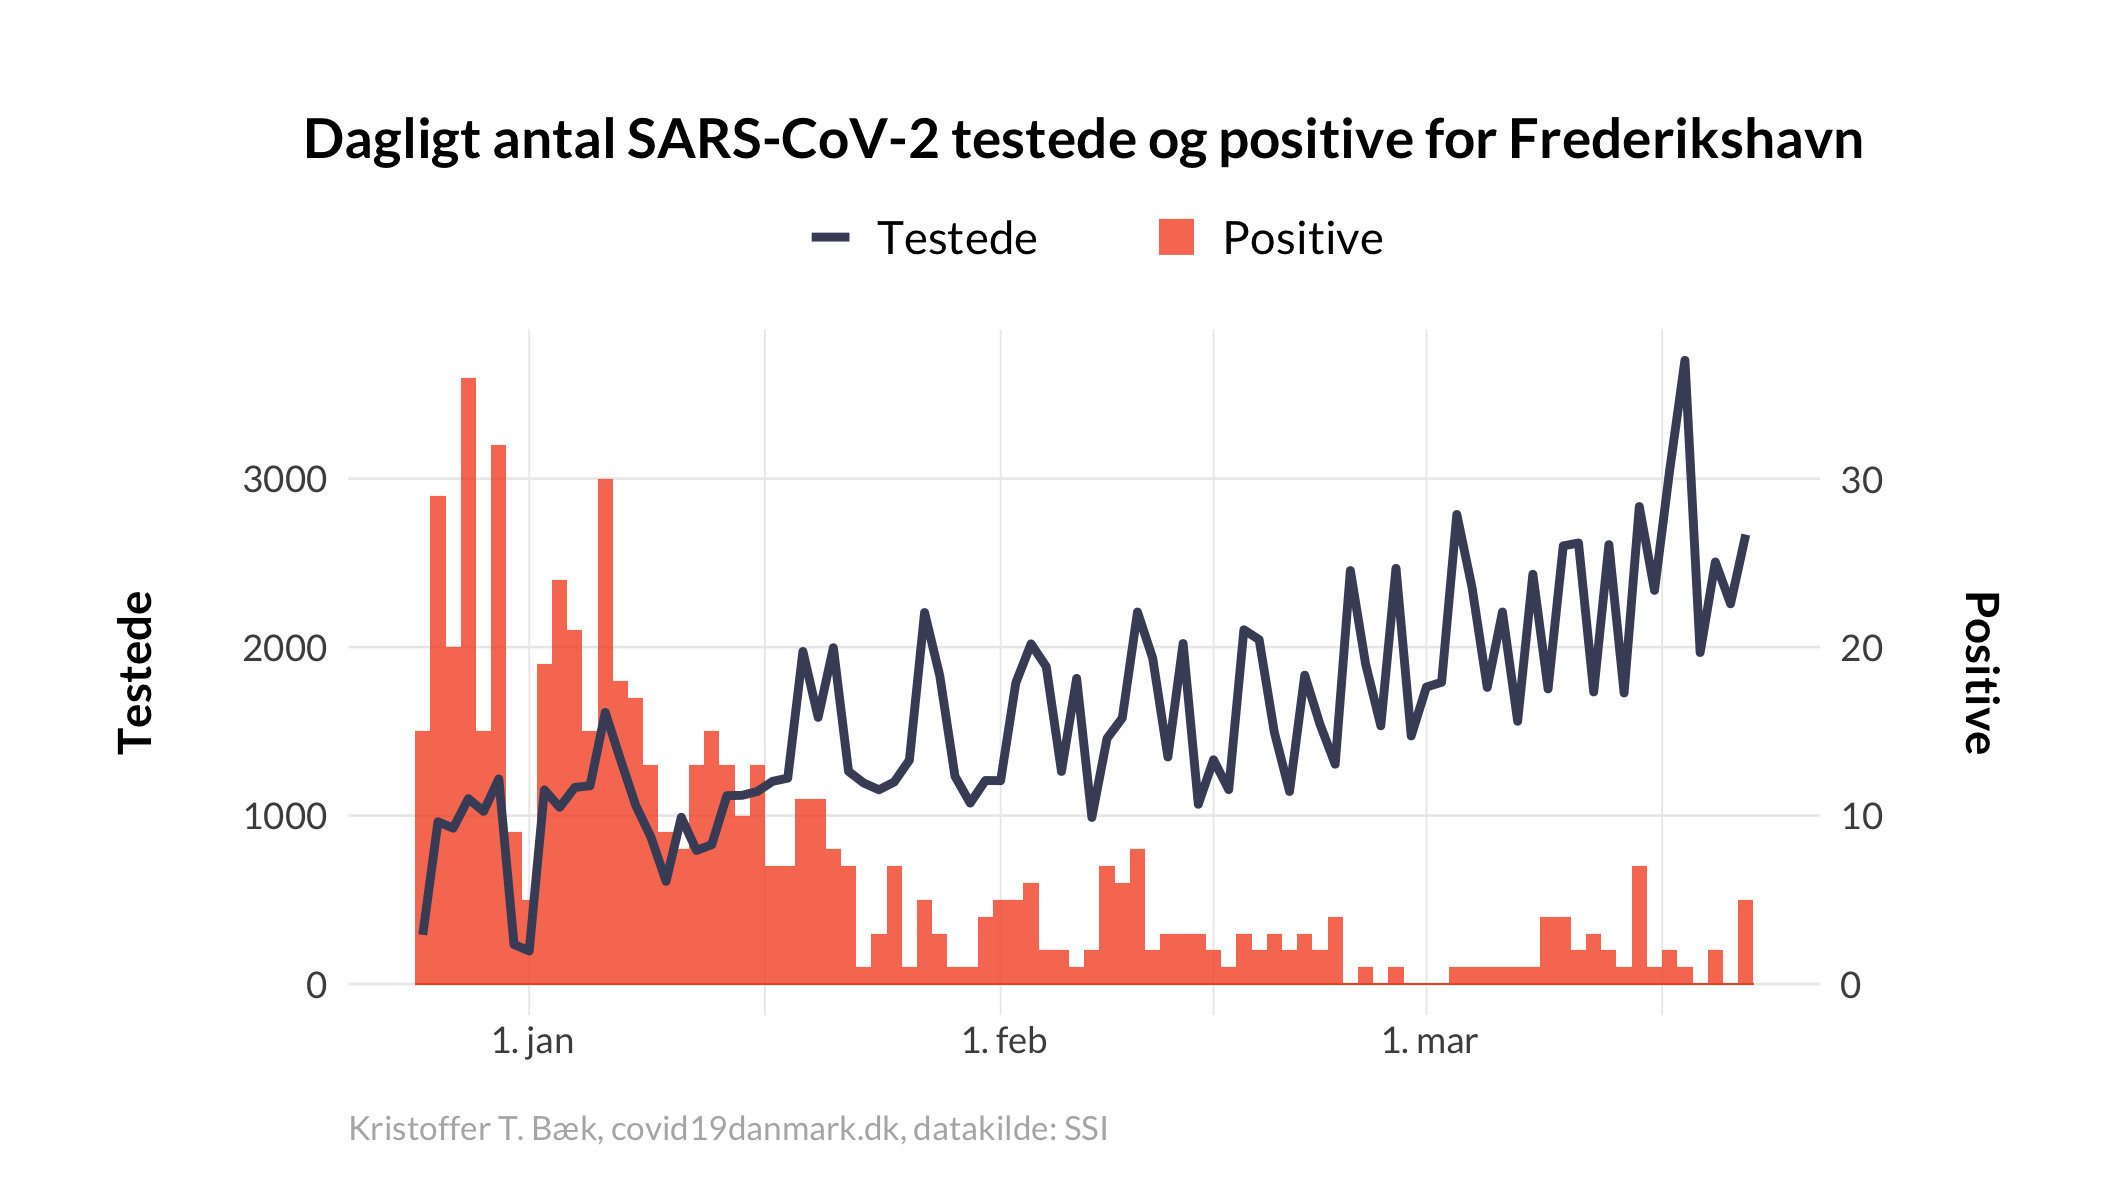 Dagligt antal SARS-CoV-2 testede og positive for Frederikshavn
Testede
Positive
3000
2000
1000
0
Testede
30
20
10
0
Positive
1. jan
1. feb
1. mar
Kristoffer T. Bæk, covid19danmark.dk, datakilde: SSI